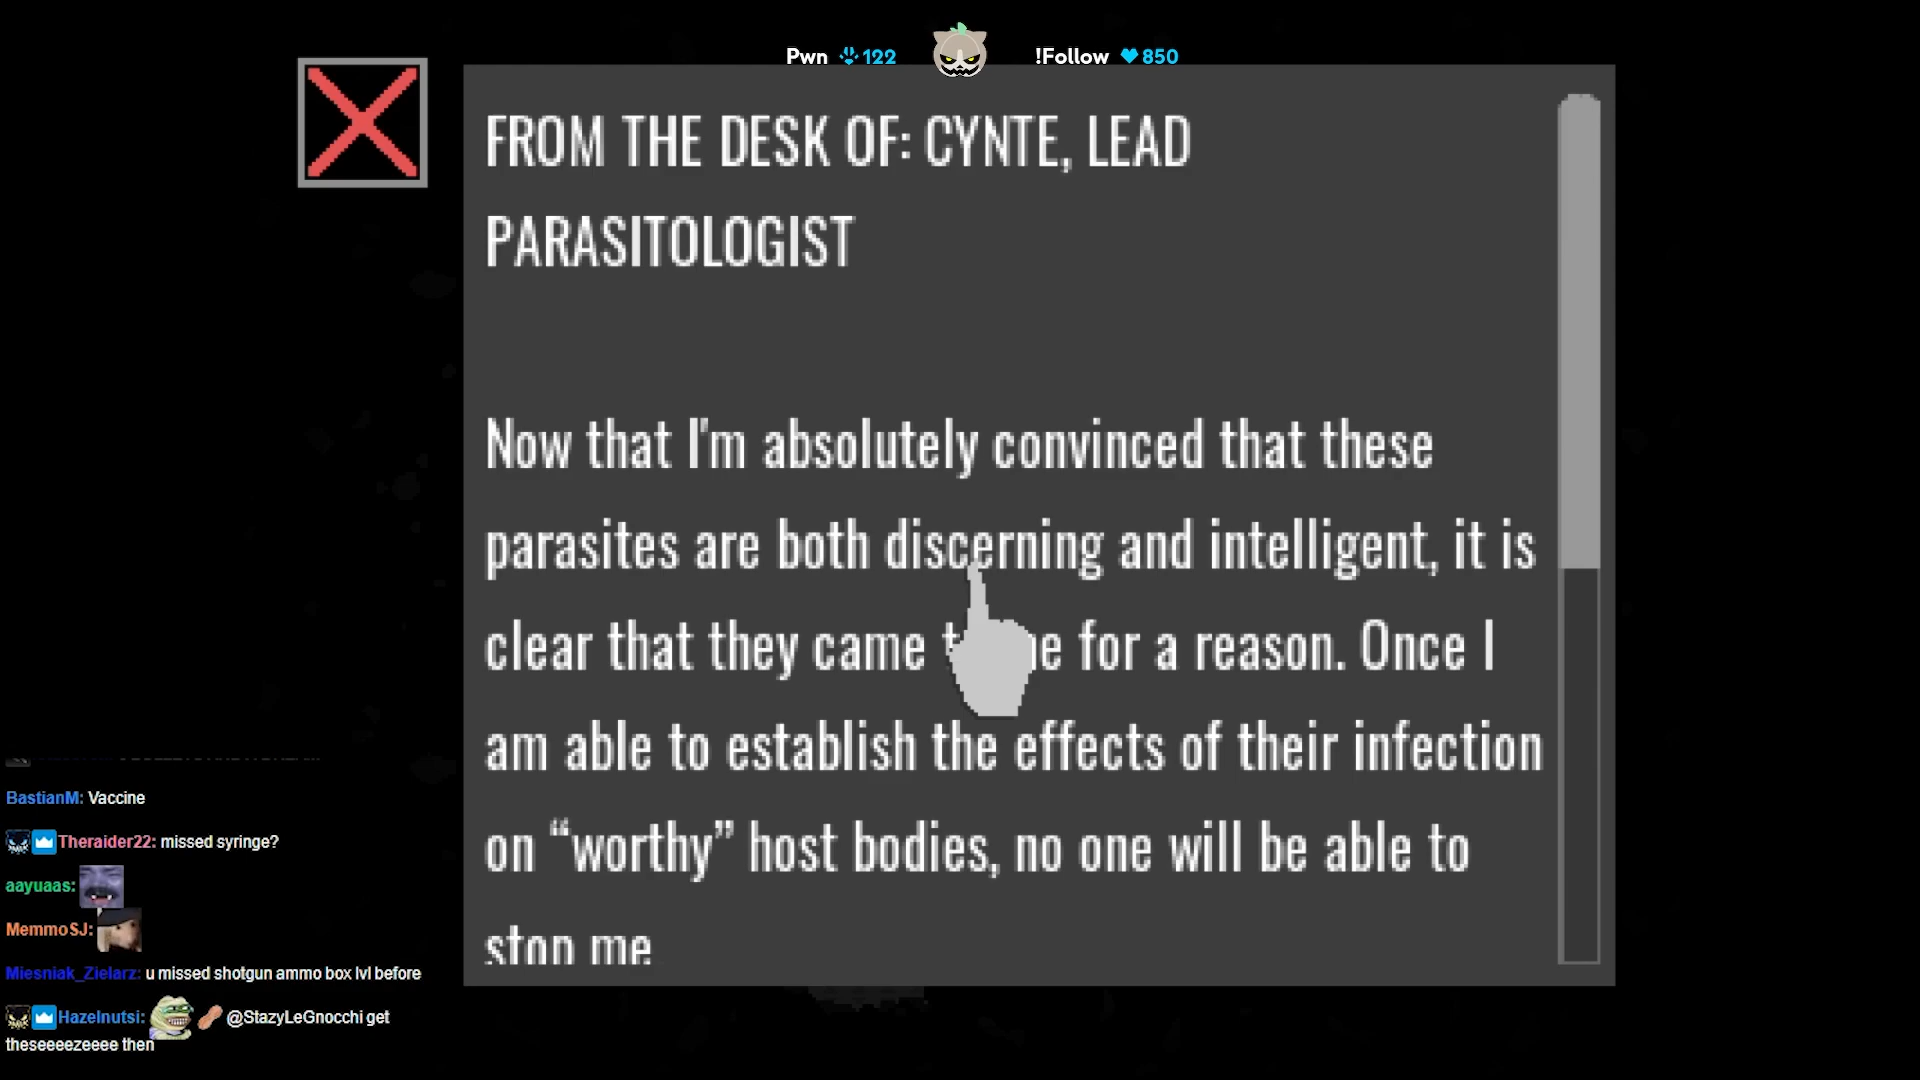 Pwn 122 !Follow 850
FROM THE DESK OF: CYNTE, LEAD
PARASITOLOGIST
Now that I'm absolutely convinced that these
parasites are both discerning and intelligent, it is
clear that they came for a reason. Once I
am able to establish the effects of their infection
on “worthy” host bodies, no one will be able to
stop me
BastianM: Vaccine
Theraider22: missed syringe?
aayuaas:
MemmoSJ:
Miesniak_Zielarz: u missed shotgun ammo box lvl before
Hazelnutsi: @StazyLeGnocchi get
theseeeezeeee then